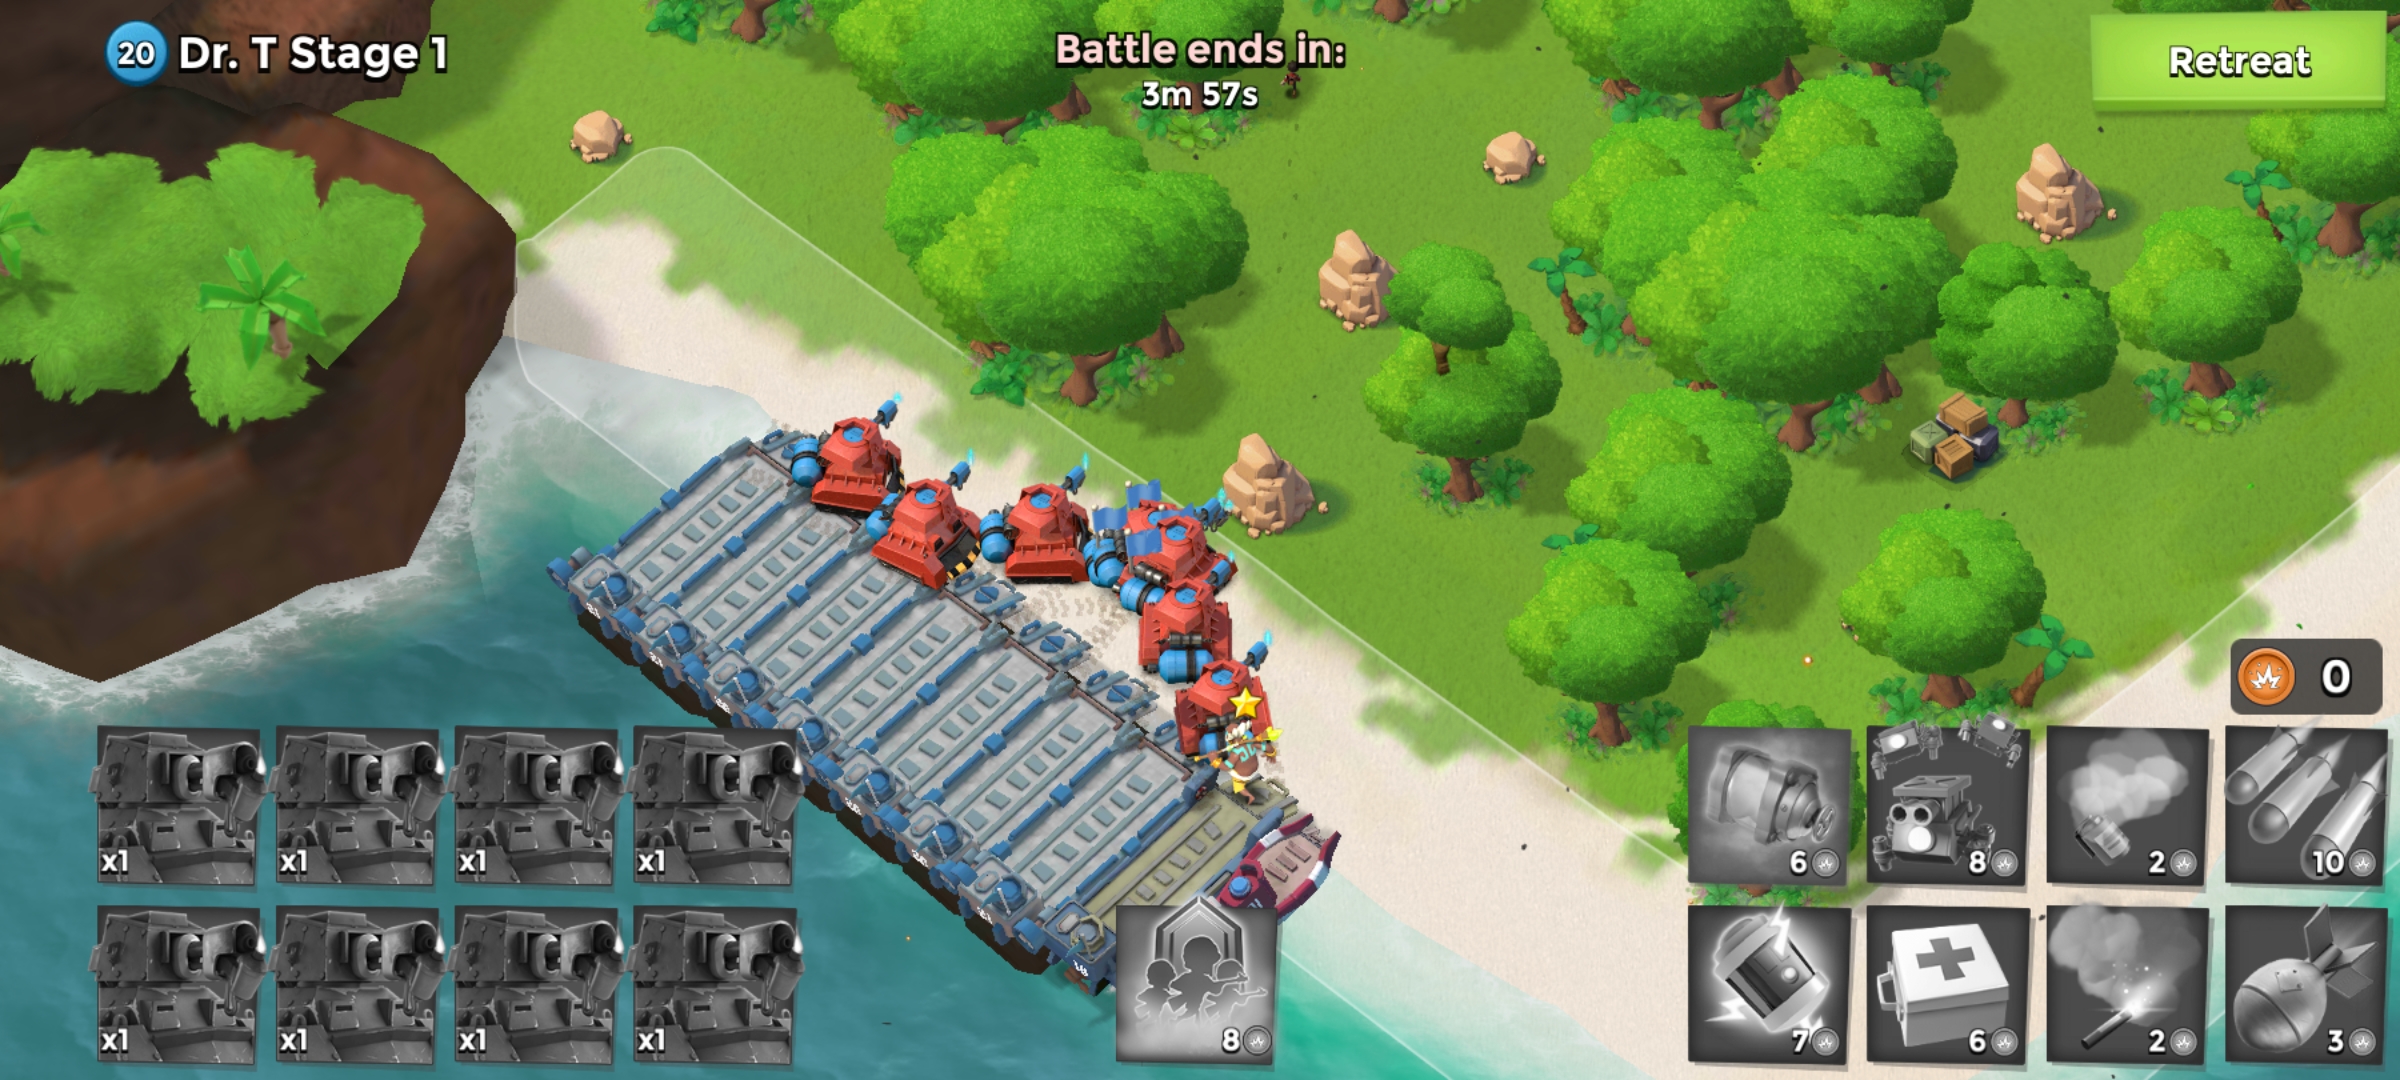 20 Dr. T Stage 1
Battle ends in:
3m 57s
Retreat
0
x1 x1 x1 x1
6 8 2 10
x1 x1 x1 x1
8
7 6 2 3